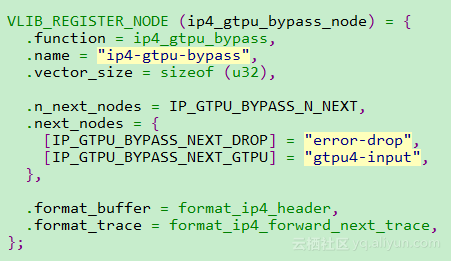 VLIB_REGISTER_NODE (ip4_gtpu_bypass_node) = {
  .function = ip4_gtpu_bypass,
  .name = "ip4-gtpu-bypass",
  .vector_size = sizeof (u32),

  .n_next_nodes = IP_GTPU_BYPASS_N_NEXT,
  .next_nodes = {
    [IP_GTPU_BYPASS_NEXT_DROP] = "error-drop",
    [IP_GTPU_BYPASS_NEXT_GTPU] = "gtpu4-input",
  },

  .format_buffer = format_ip4_header,
  .format_trace = format_ip4_forward_next_trace,
};
云栖社区 yq.aliyun.com